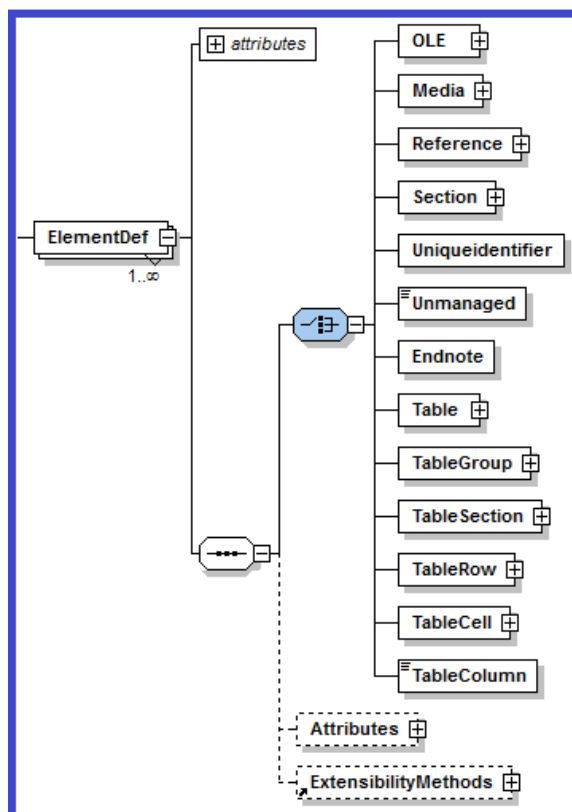 attributes
OLE
Media
Reference
Section
ElementDef
1..∞
Uniqueidentifier
Unmanaged
Endnote
Table
TableGroup
TableSection
TableRow
TableCell
TableColumn
Attributes
ExtensibilityMethods